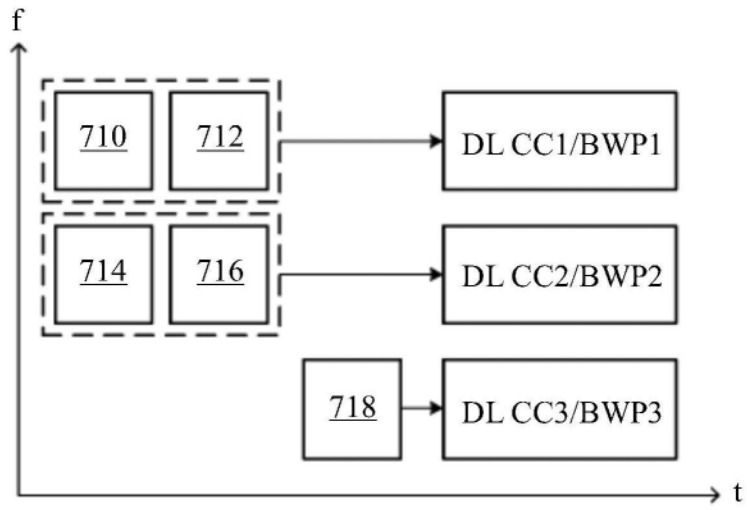 f
710 712 DL CC1/BWP1
714 716 DL CC2/BWP2
718 DL CC3/BWP3
t